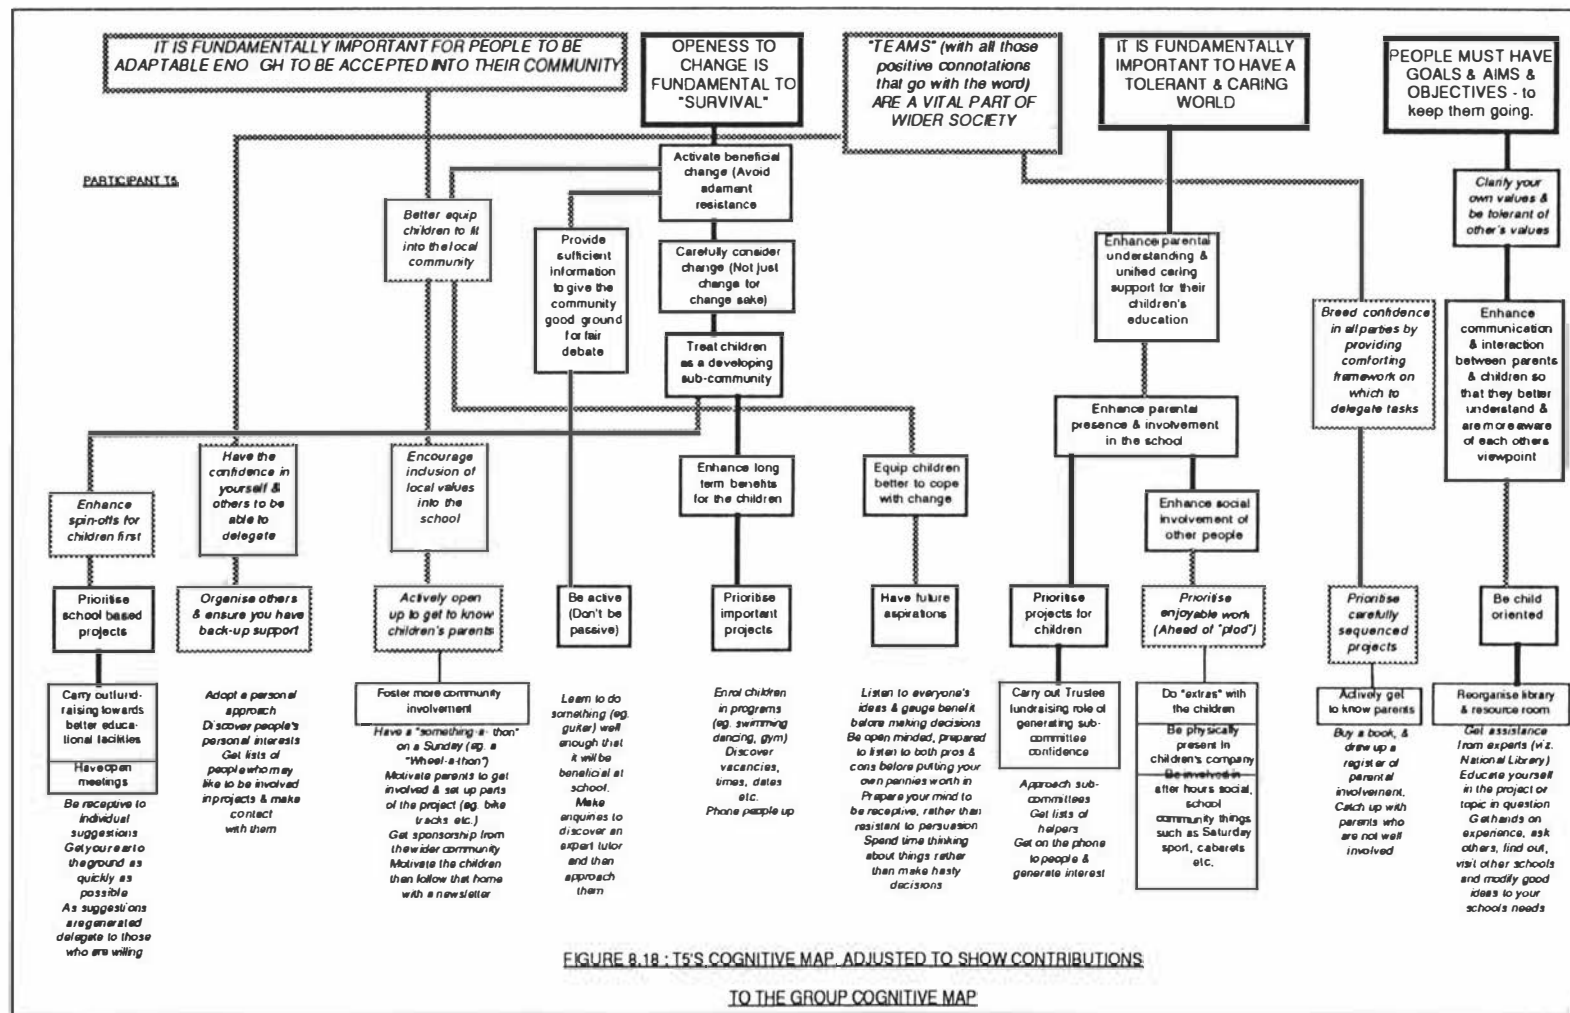 IT IS FUNDAMENTALLY IMPORTANT FOR PEOPLE TO BE
ADAPTABLE ENO GH TO BE ACCEPTED INTO THEIR COMMUNITY
OPENESS TO
CHANGE IS
FUNDAMENTAL TO
"SURVIVAL"
"TEAMS" (with all those
positive connotations
that go with the word)
ARE A VITAL PART OF
WIDER SOCIETY
IT IS FUNDAMENTALLY
IMPORTANT TO HAVE A
TOLERANT & CARING
WORLD
PEOPLE MUST HAVE
GOALS & AIMS &
OBJECTIVES - to
keep them going.
PARTICIPANT T5
Activate beneficial
change (Avoid
adament
resistance
Clarify your
own values &
be tolerant of
other's values
Better equip
children to fit
into the local
community
Provide
sufficient
information
to give the
community
good ground
for fair
debate
Carefully consider
change (Not just
change for
change sake)
Enhance parental
understanding &
unified caring
support for their
children's
education
Treat children
as a developing
sub-community
Breed confidence
in all parties by
providing
comforting
framework on
which to
delegate tasks
Enhance
communication
& interaction
between parents
& children so
that they better
understand &
are more aware
of each others
viewpoint
Enhance parental
presence & involvement
in the school
Enhance
spin-offs for
children first
Have the
confidence in
yourself &
others to be
able to
delegate
Encourage
inclusion of
local values
into the
school
Enhance long
term benefits
for the children
Equip children
better to cope
with change
Enhance social
involvement of
other people
Prioritise
school based
projects
Organise others
& ensure you have
back-up support
Actively open
up to get to know
children's parents
Be active
(Don't be
passive)
Prioritise
important
projects
Have future
aspirations
Prioritise
projects for
children
Prioritise
enjoyable work
(Ahead of "plod")
Prioritise
carefully
sequenced
projects
Be child
oriented
Carry out fund-
raising towards
better educa-
tional facilities
Have open
meetings
Be receptive to
individual
suggestions
Get your ear to
the ground as
quickly as
possible
As suggestions
are generated
delegate to those
who are willing
Adopt a personal
approach
Discover people's
personal interests
Get lists of
people who may
like to be involved
in projects & make
contact
with them
Foster more community
involvement
Have a "something-a-thon"
on a Sunday (eg. a
"Wheel-a-thon")
Motivate parents to get
involved & set up parts
of the project (eg. bike
tracks etc.)
Get sponsorship from
the wider community
Motivate the children
then follow that home
with a newsletter
Learn to do
something (eg.
guitar) well
enough that
it will be
beneficial at
school.
Make
enquires to
discover an
expert tutor
and then
approach
them
Enrol children
in programs
(eg. swimming
dancing, gym)
Discover
vacancies,
times, dates
etc.
Phone people up
Listen to everyone's
ideas & gauge benefit
before making decisions
Be open minded, prepared
to listen to both pros &
cons before putting your
own pennies worth in
Prepare your mind to
be receptive, rather than
resistant to persuasion
Spend time thinking
about things rather
than make hasty
decisions
Carry out Trustee
fundraising role of
generating sub-
committee
confidence
Approach sub-
committees
Get lists of
helpers
Get on the phone
to people &
generate interest
Do "extras" with
the children
Be physically
present in
children's company
Be involved in
after hours social,
school
community things
such as Saturday
sport, cabarets
etc.
Actively get
to know parents
Buy a book, &
draw up a
register of
parental
involvement.
Catch up with
parents who
are not well
involved
Reorganise library
& resource room
Get assistance
from experts (viz.
National Library)
Educate yourself
in the project or
topic in question
Get hands on
experience, ask
others, find out,
visit other schools
and modify good
ideas to your
schools needs
FIGURE 8.18 : T5'S COGNITIVE MAP, ADJUSTED TO SHOW CONTRIBUTIONS
TO THE GROUP COGNITIVE MAP